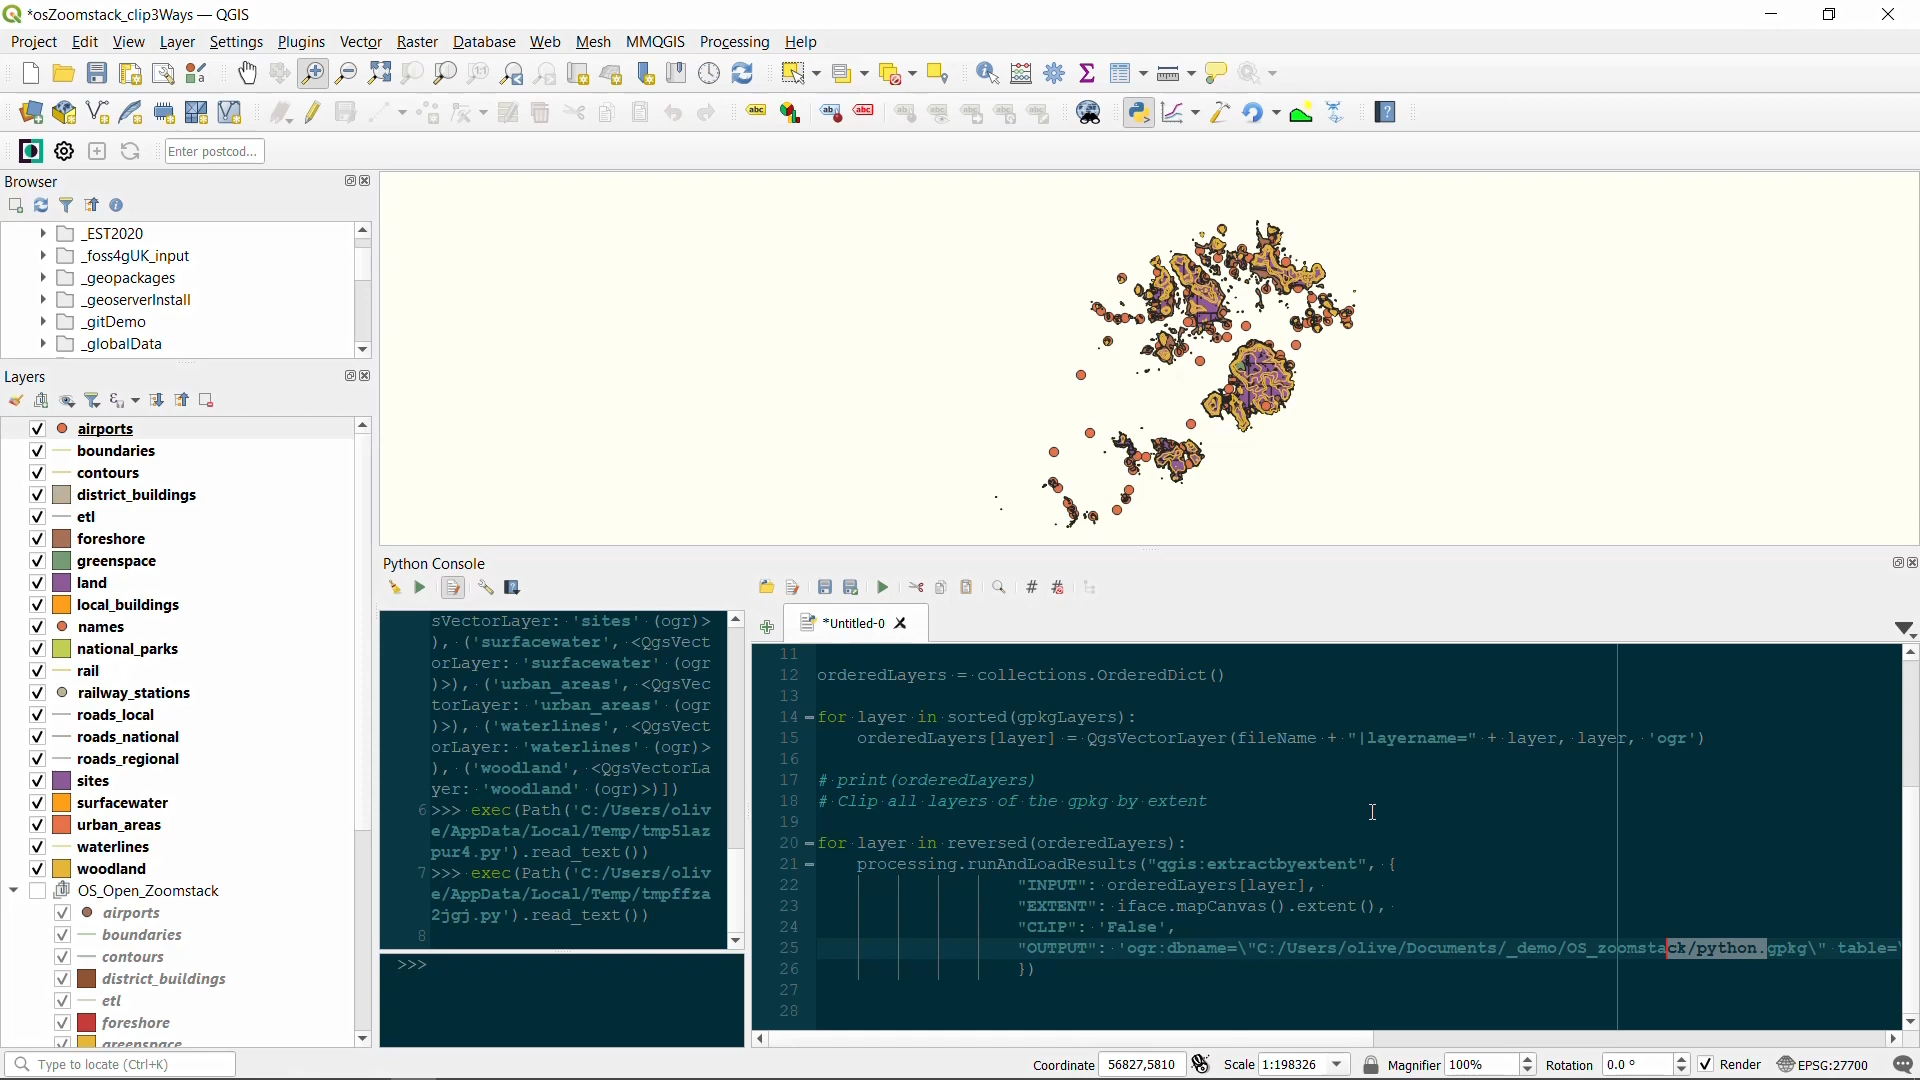 *osZoomstack_clip3Ways — QGIS
Project Edit View Layer Settings Plugins Vector Raster Database Web Mesh MMQGIS Processing Help
Enter postcod...
Browser
_EST2020
_foss4gUK_input
_geopackages
_geoserverInstall
_gitDemo
_globalData
Layers
airports
boundaries
contours
district_buildings
etl
foreshore
greenspace
land
local_buildings
names
national_parks
rail
railway_stations
roads_local
roads_national
roads_regional
sites
surfacewater
urban_areas
waterlines
woodland
OS_Open_Zoomstack
airports
boundaries
contours
district_buildings
etl
foreshore
greenspace
Python Console
sVectorLayer: 'sites' (ogr)>
), ('surfacewater', <QgsVect
orLayer: 'surfacewater' (ogr
)>), ('urban_areas', <QgsVec
torLayer: 'urban_areas' (ogr
)>), ('waterlines', <QgsVect
orLayer: 'waterlines' (ogr)>
), ('woodland', <QgsVectorLa
yer: 'woodland' (ogr)>)])
6 >>> exec(Path('C:/Users/oliv
e/AppData/Local/Temp/tmp5laz
pur4.py').read_text())
7 >>> exec(Path('C:/Users/oliv
e/AppData/Local/Temp/tmpffza
2jgj.py').read_text())
8
>>>
*Untitled-0
11
12 orderedLayers = collections.OrderedDict()
13
14 for layer in sorted(gpkgLayers):
15 orderedLayers[layer] = QgsVectorLayer(fileName + "|layername=" + layer, layer, 'ogr')
16
17 # print(orderedLayers)
18 # Clip all layers of the gpkg by extent
19
20 for layer in reversed(orderedLayers):
21 processing.runAndLoadResults("qgis:extractbyextent", {
22 "INPUT": orderedLayers[layer],
23 "EXTENT": iface.mapCanvas().extent(),
24 "CLIP": 'False',
25 "OUTPUT": 'ogr:dbname=\"C:/Users/olive/Documents/_demo/OS_zoomstack/python.gpkg\" table=\
26 })
27
28
Type to locate (Ctrl+K) Coordinate 56827,5810 Scale 1:198326 Magnifier 100% Rotation 0.0 ° Render EPSG:27700